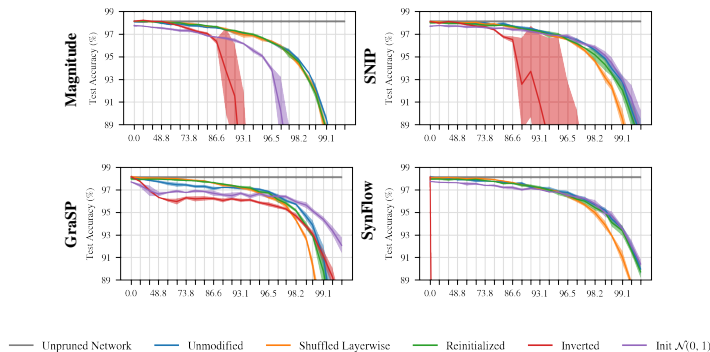 99
97
95
93
91
89
Test Accuracy (%)
Magnitude
0.0 48.8 73.8 86.6 93.1 96.5 98.2 99.1
99
97
95
93
91
89
Test Accuracy (%)
SNIP
0.0 48.8 73.8 86.6 93.1 96.5 98.2 99.1
99
97
95
93
91
89
Test Accuracy (%)
GraSP
0.0 48.8 73.8 86.6 93.1 96.5 98.2 99.1
99
97
95
93
91
89
Test Accuracy (%)
SynFlow
0.0 48.8 73.8 86.6 93.1 96.5 98.2 99.1
Unpruned Network Unmodified Shuffled Layerwise Reinitialized Inverted Init 𝒩(0, 1)